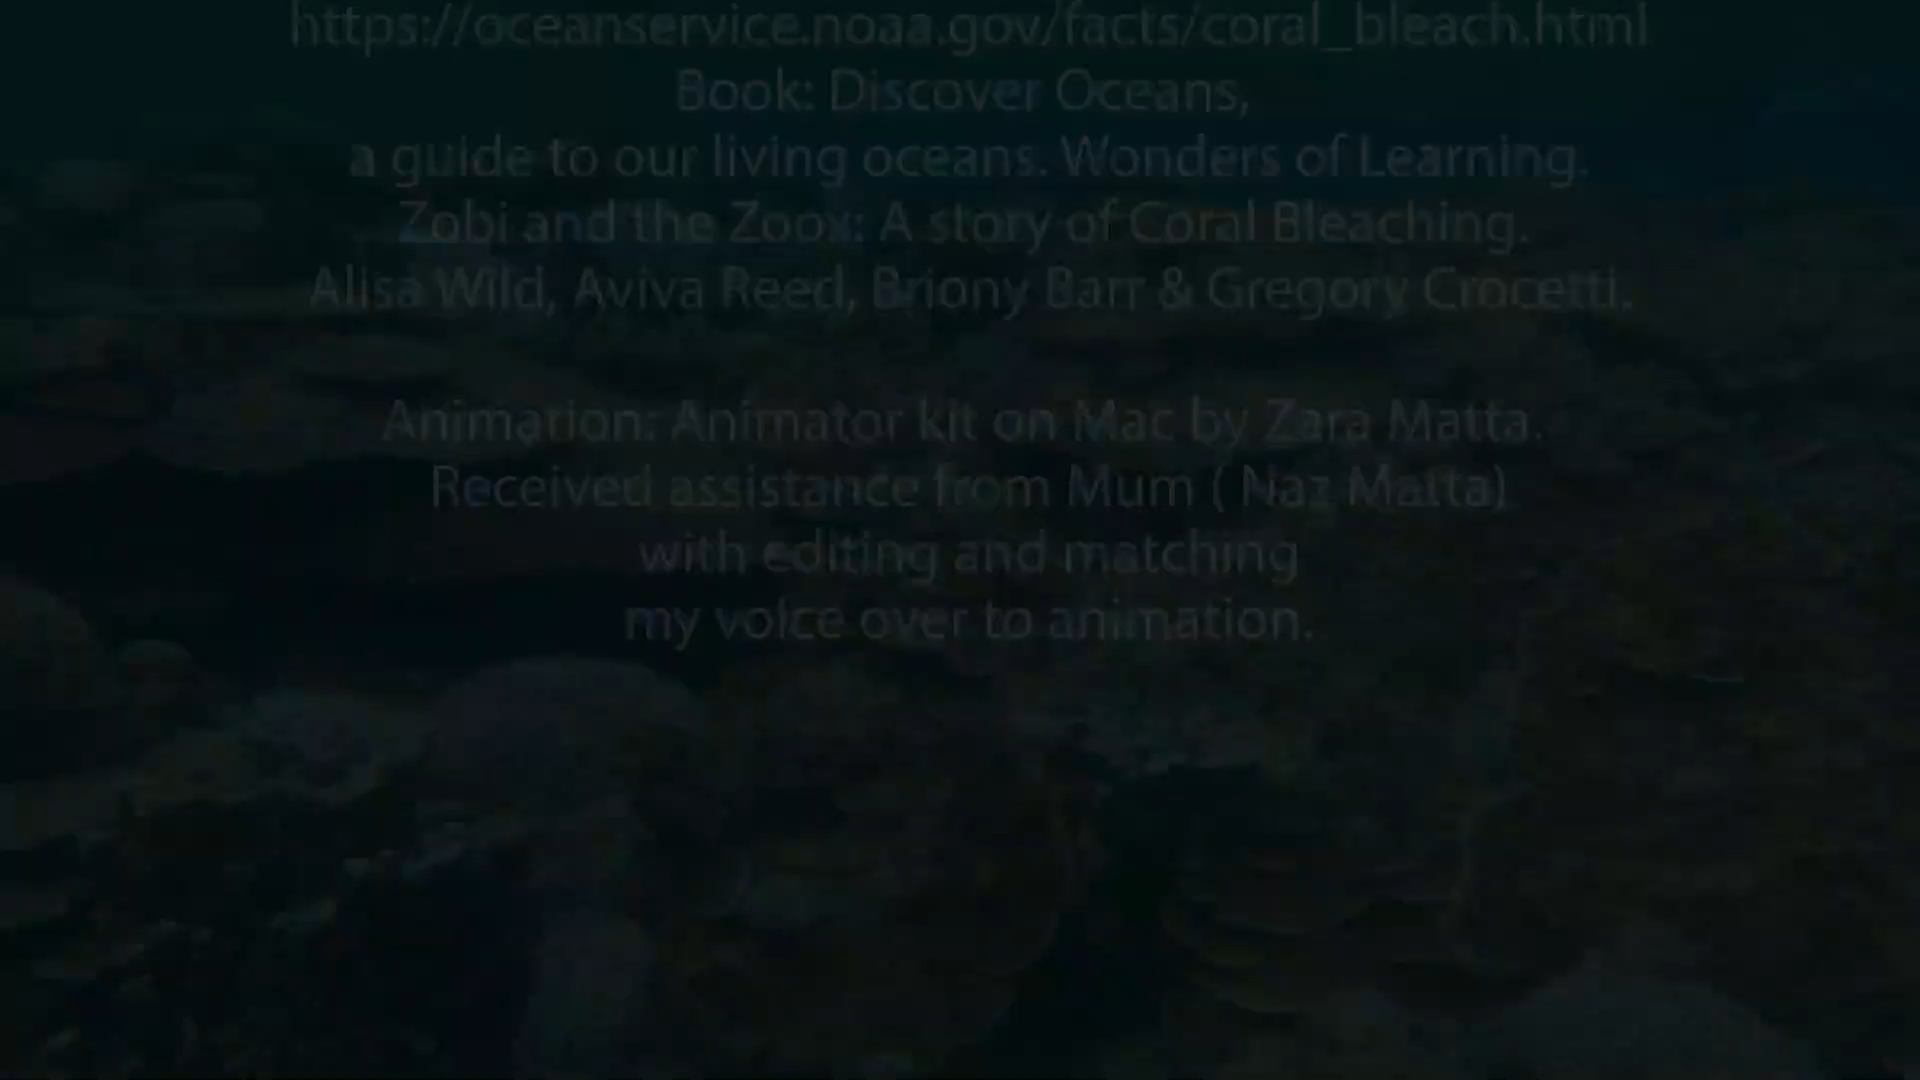 https://oceanservice.noaa.gov/facts/coral_bleach.html
Book: Discover Oceans,
a guide to our living oceans. Wonders of Learning.
Zobi and the Zoox: A story of Coral Bleaching.
Ailsa Wild, Aviva Reed, Briony Barr & Gregory Crocetti.
Animation: Animator kit on Mac by Zara Matta.
Received assistance from Mum ( Naz Matta)
with editing and matching
my voice over to animation.